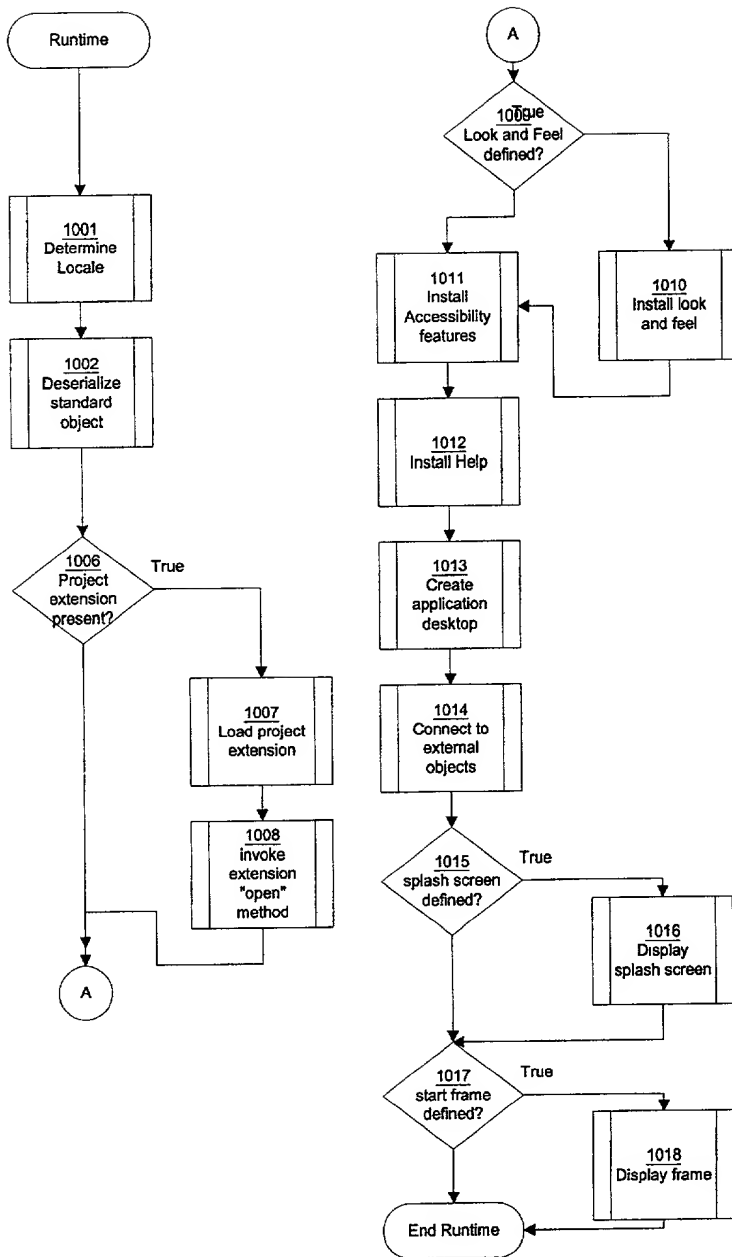 Runtime
1001
Determine
Locale
1002
Deserialize
standard
object
1006
Project
extension
present?
True
1007
Load project
extension
1008
invoke
extension
"open"
method
A
A
1009
True
Look and Feel
defined?
1010
Install look
and feel
1011
Install
Accessibility
features
1012
Install Help
1013
Create
application
desktop
1014
Connect to
external
objects
1015
splash screen
defined?
True
1016
Display
splash screen
1017
start frame
defined?
True
1018
Display frame
End Runtime